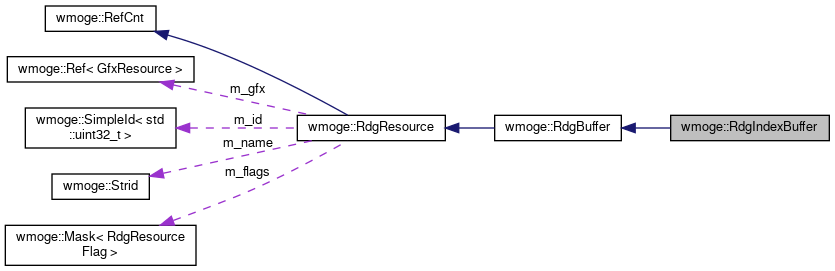 wmoge::RefCnt
wmoge::Ref< GfxResource >
m_gfx
wmoge::SimpleId< std
::uint32_t >
m_id
wmoge::RdgResource
wmoge::RdgBuffer
wmoge::RdgIndexBuffer
m_name
wmoge::Strid
m_flags
wmoge::Mask< RdgResource
Flag >